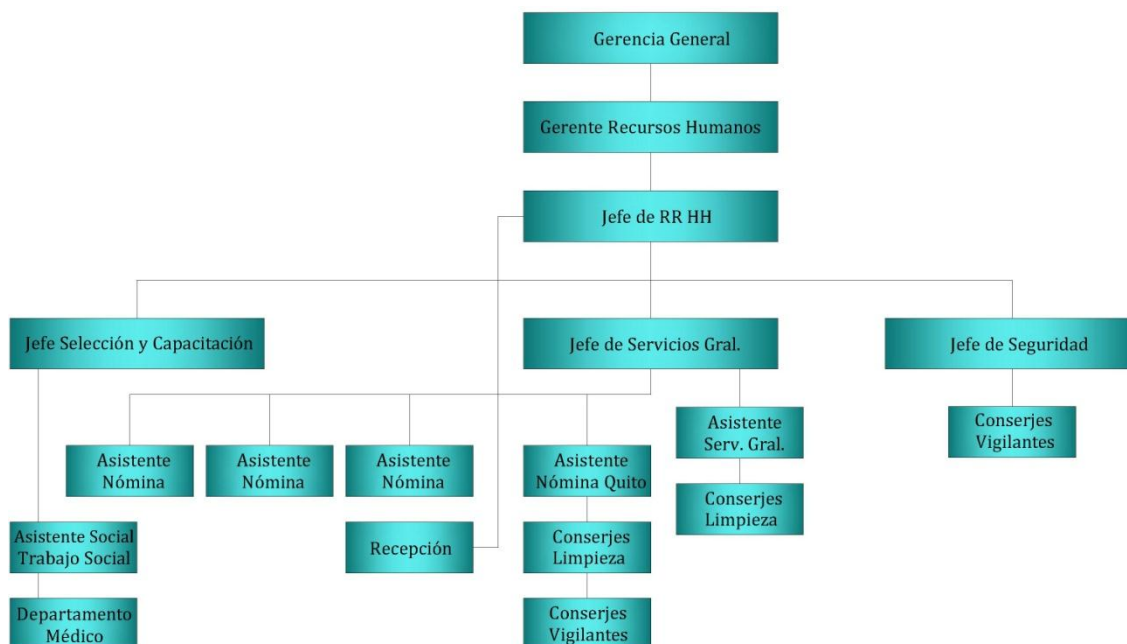 Gerencia General
Gerente Recursos Humanos
Jefe de RR HH
Jefe Selección y Capacitación
Jefe de Servicios Gral.
Jefe de Seguridad
Asistente
Serv. Gral.
Conserjes
Vigilantes
Asistente
Nómina
Asistente
Nómina
Asistente
Nómina
Asistente
Nómina Quito
Conserjes
Limpieza
Asistente Social
Trabajo Social
Recepción
Conserjes
Limpieza
Departamento
Médico
Conserjes
Vigilantes